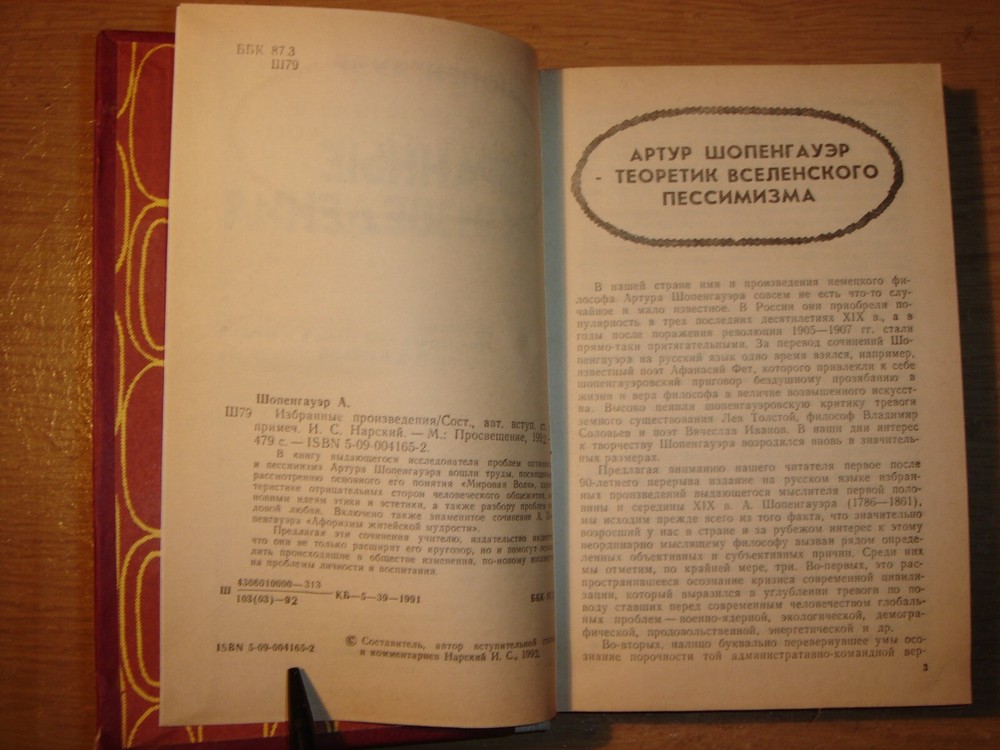 ББК 87.3
Ш79
Шопенгауэр А.
Ш79 Избранные произведения/Сост., авт. вступ. ст. и
примеч. И. С. Нарский. — М.: Просвещение, 1992.
479 с. — ISBN 5-09-004165-2.
В книгу выдающегося исследователя проблем
и пессимизма Артура Шопенгауэра вошли труды,
рассмотрению основного его понятия «Мировая Воля»,
теристике отрицательных сторон человеческого
новыми идеям этики и эстетики, а также разбору проблем
ловой любви. Включено также знаменитое сочинение А.
венгауэра «Афоризмы житейской мудрости».
Предлагая эти сочинения учителю, издательство
что они не только расширят его кругозор, но и помогут
лить происходящие в обществе изменения, по-новому
на проблемы личности и воспитания.
Ш 4306010000—313
103(03)—92 КБ—5—39—1991
ББК
ISBN 5-09-004165-2
© Составитель, автор вступительной
и комментариев Нарский И. С., 1992.
АРТУР ШОПЕНГАУЭР
- ТЕОРЕТИК ВСЕЛЕНСКОГО
ПЕССИМИЗМА
В нашей стране имя и произведения немецкого фи-
лософа Артура Шопенгауэра совсем не есть что-то слу-
чайное и мало известное. В России они приобрели по-
пулярность в трех последних десятилетиях XIX в., а в
годы после поражения революции 1905—1907 гг. стали
прямо-таки притягательными. За перевод сочинений Шо-
пенгауэра на русский язык одно время взялся, например,
известный поэт Афанасий Фет, которого привлекли к себе
шопенгауэровский приговор бездушному прозябанию в
жизни и вера философа в величие возвышенного искусст-
ва. Высоко ценили шопенгауэровскую критику тревоги
земного существования Лев Толстой, философ Владимир
Соловьев и поэт Вячеслав Иванов. В наши дни интерес
к творчеству Шопенгауэра возродился вновь в значитель-
ных размерах.
Предлагая вниманию нашего читателя первое после
90-летнего перерыва издание на русском языке избран-
ных произведений выдающегося мыслителя первой поло-
вины и середины XIX в. А. Шопенгауэра (1786—1861),
мы исходим прежде всего из того факта, что значительно
возросший у нас в стране и за рубежом интерес к этому
неординарно мыслящему философу вызван рядом опреде-
ленных объективных и субъективных причин. Среди них
мы отметим, по крайней мере, три. Во-первых, это рас-
пространившееся осознание кризиса современной цивили-
зации, который выразился в углублении тревоги по по-
воду ставших перед современным человечеством глобаль-
ных проблем — военно-ядерной, экологической, демогра-
фической, продовольственной, энергетической и др.
Во-вторых, налицо буквально перевернувшее умы осо-
знание порочности той административно-командной вер-
3